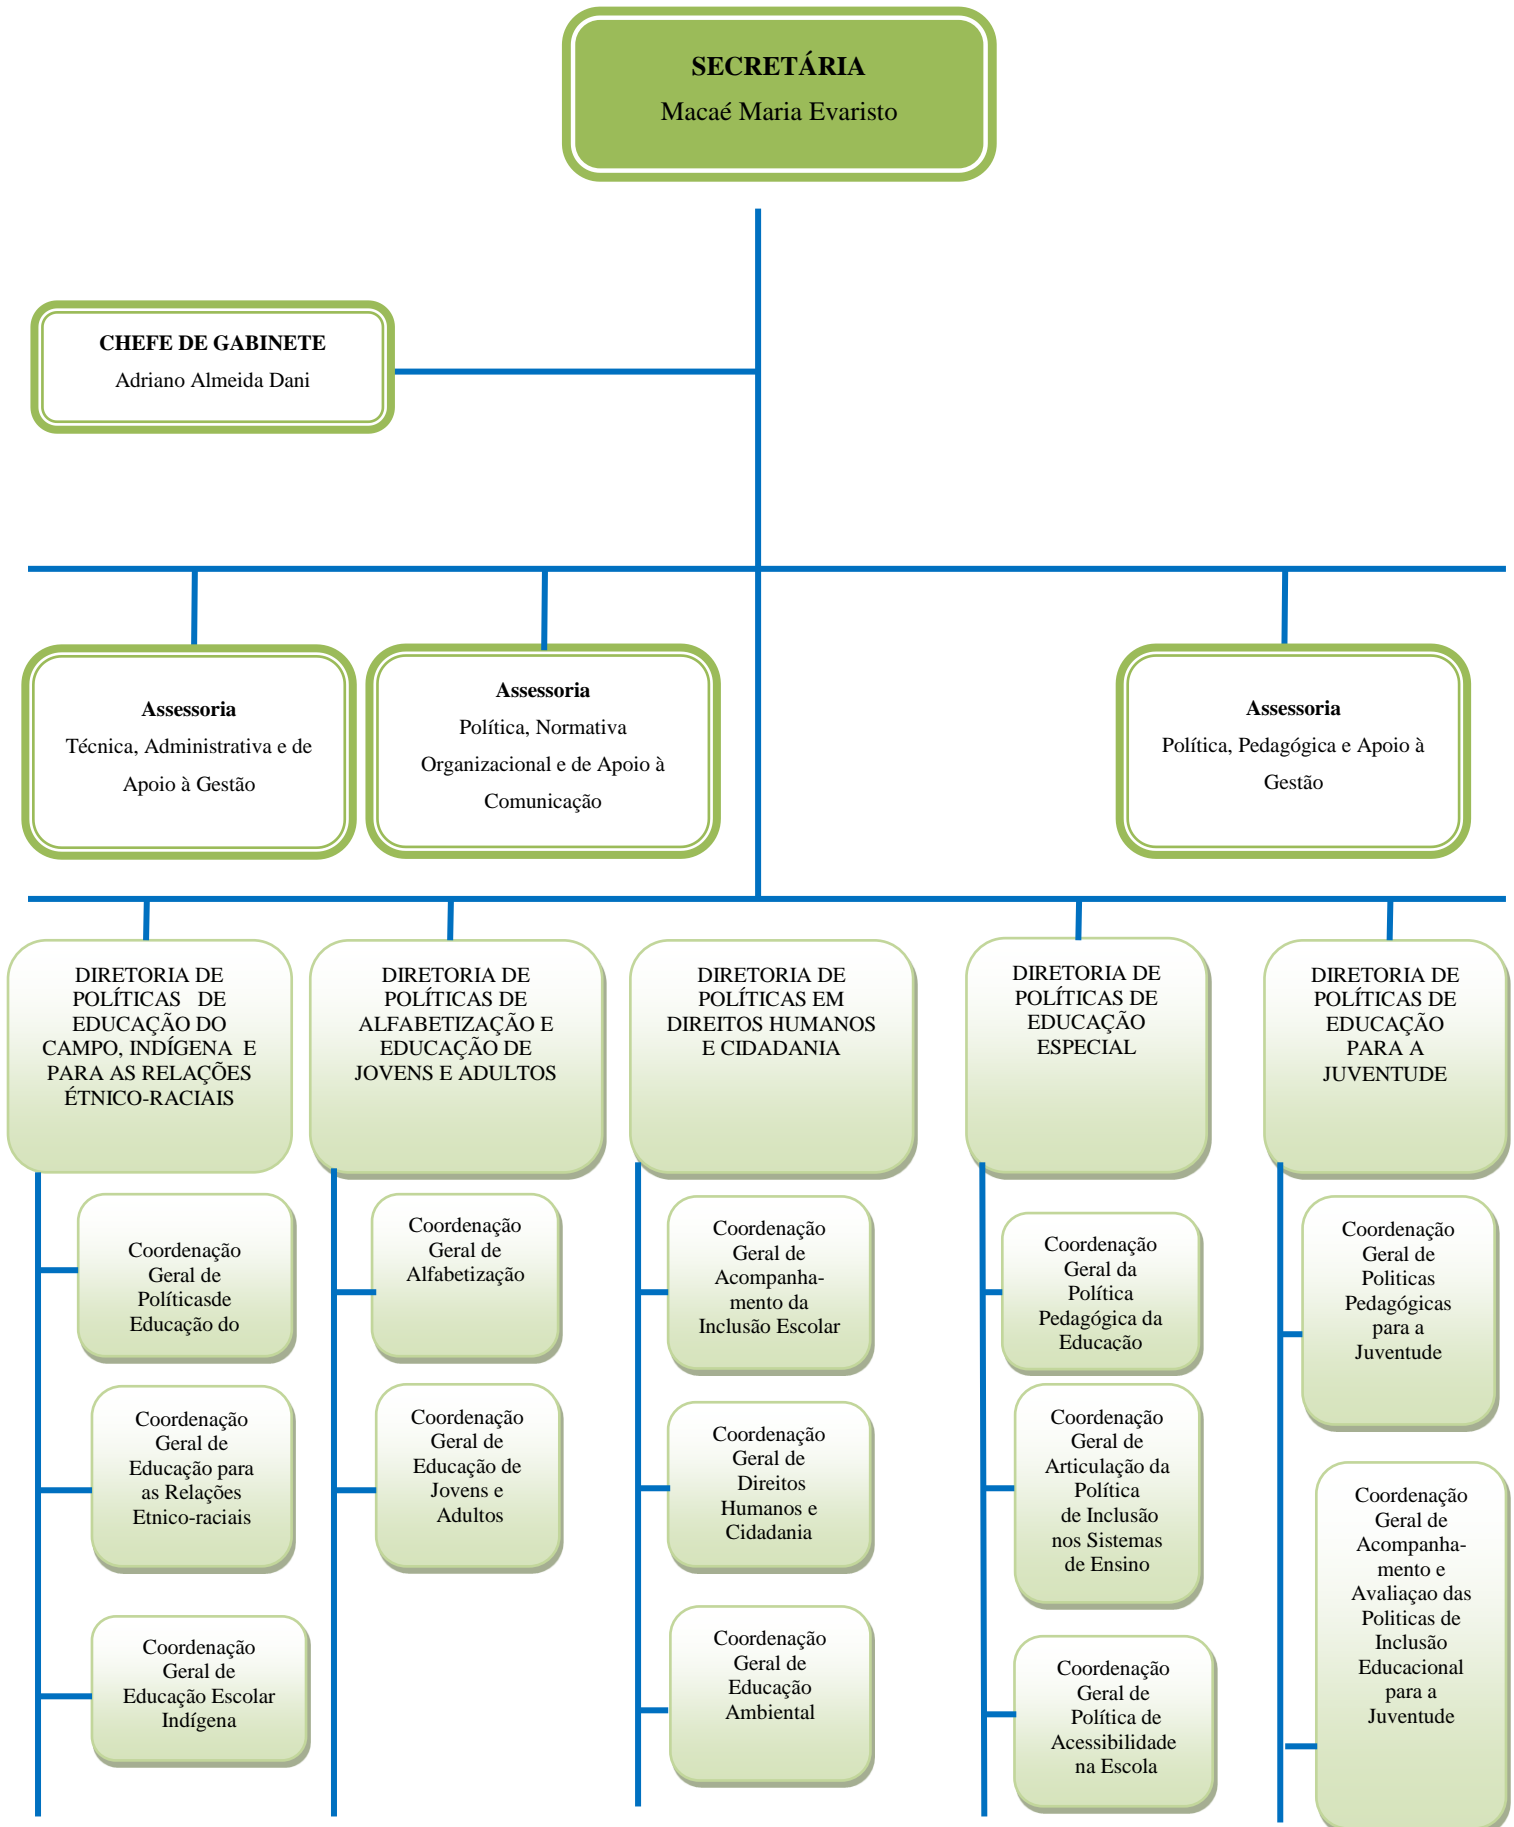 SECRETÁRIA
Macaé Maria Evaristo
CHEFE DE GABINETE
Adriano Almeida Dani
Assessoria
Técnica, Administrativa e de
Apoio à Gestão
Assessoria
Política, Normativa
Organizacional e de Apoio à
Comunicação
Assessoria
Política, Pedagógica e Apoio à
Gestão
DIRETORIA DE
POLÍTICAS DE
EDUCAÇÃO DO
CAMPO, INDÍGENA E
PARA AS RELAÇÕES
ÉTNICO-RACIAIS
DIRETORIA DE
POLÍTICAS DE
ALFABETIZAÇÃO E
EDUCAÇÃO DE
JOVENS E ADULTOS
DIRETORIA DE
POLÍTICAS EM
DIREITOS HUMANOS
E CIDADANIA
DIRETORIA DE
POLÍTICAS DE
EDUCAÇÃO
ESPECIAL
DIRETORIA DE
POLÍTICAS DE
EDUCAÇÃO
PARA A
JUVENTUDE
Coordenação
Geral de
Políticasde
Educação do
Coordenação
Geral de
Educação para
as Relações
Etnico-raciais
Coordenação
Geral de
Educação Escolar
Indígena
Coordenação
Geral de
Alfabetização
Coordenação
Geral de
Educação de
Jovens e
Adultos
Coordenação
Geral de
Acompanha-
mento da
Inclusão Escolar
Coordenação
Geral de
Direitos
Humanos e
Cidadania
Coordenação
Geral de
Educação
Ambiental
Coordenação
Geral da
Política
Pedagógica da
Educação
Coordenação
Geral de
Articulação da
Política
de Inclusão
nos Sistemas
de Ensino
Coordenação
Geral de
Política de
Acessibilidade
na Escola
Coordenação
Geral de
Politicas
Pedagógicas
para a
Juventude
Coordenação
Geral de
Acompanha-
mento e
Avaliaçao das
Politicas de
Inclusão
Educacional
para a
Juventude